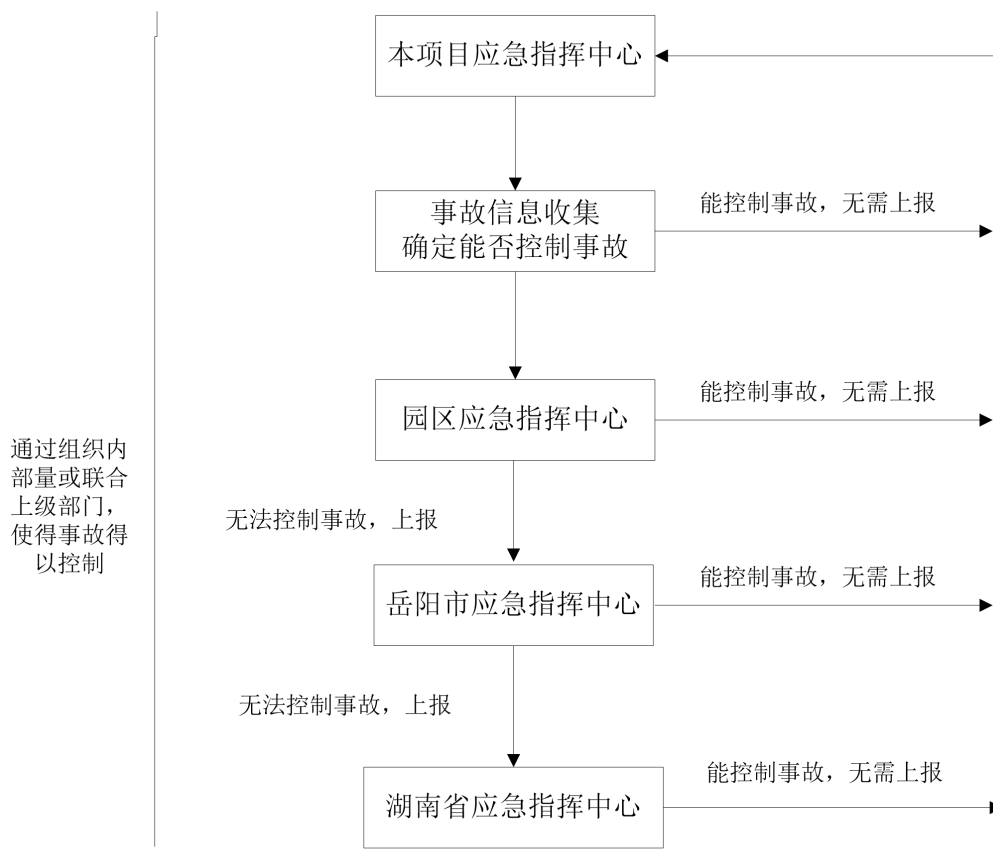 本项目应急指挥中心
事故信息收集
确定能否控制事故
能控制事故，无需上报
园区应急指挥中心
能控制事故，无需上报
通过组织内
部量或联合
上级部门，
使得事故得
以控制
无法控制事故，上报
岳阳市应急指挥中心
能控制事故，无需上报
无法控制事故，上报
湖南省应急指挥中心
能控制事故，无需上报